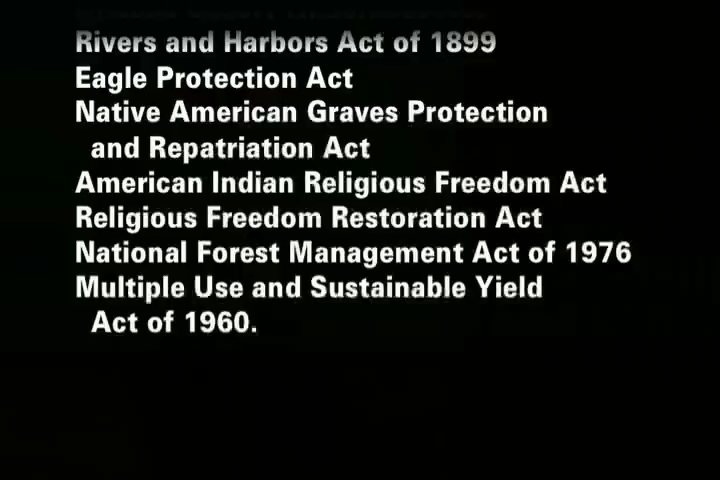 Rivers and Harbors Act of 1899
Eagle Protection Act
Native American Graves Protection
and Repatriation Act
American Indian Religious Freedom Act
Religious Freedom Restoration Act
National Forest Management Act of 1976
Multiple Use and Sustainable Yield
Act of 1960.